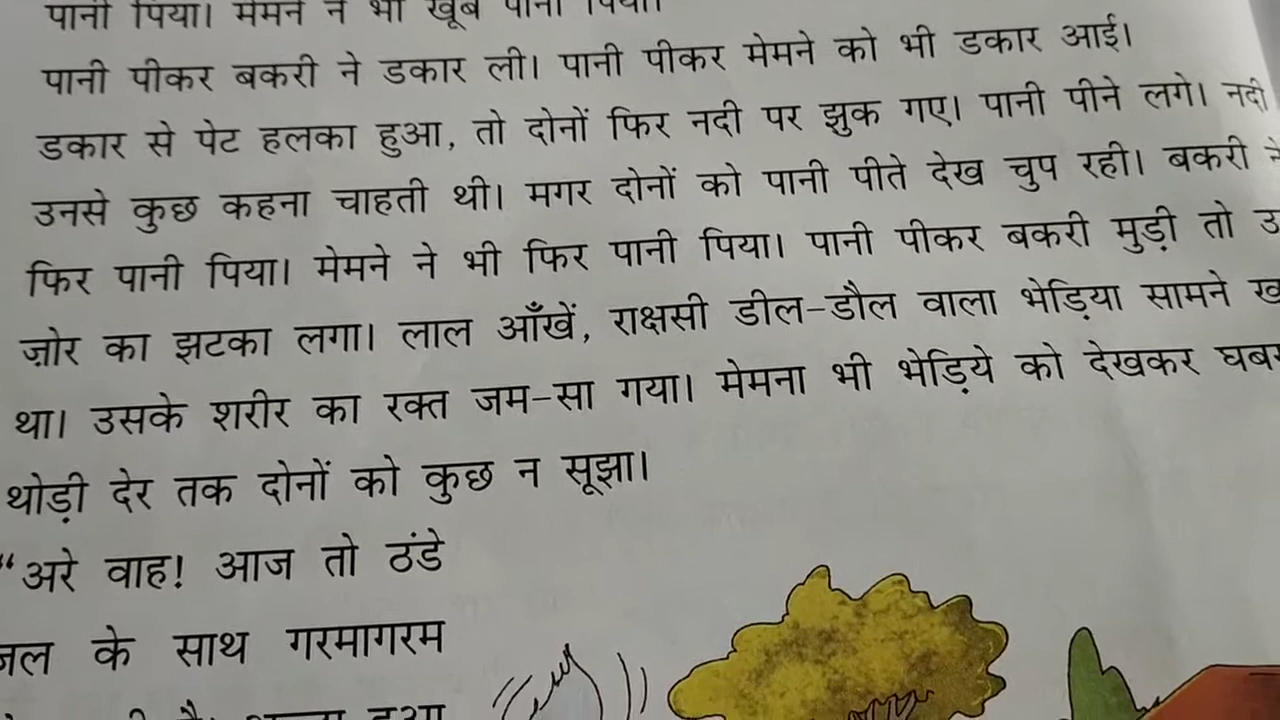 पानी पिया। मेमने ने भी खूब पानी पिया।
पानी पीकर बकरी ने डकार ली। पानी पीकर मेमने को भी डकार आई।
डकार से पेट हलका हुआ, तो दोनों फिर नदी पर झुक गए। पानी पीने लगे। नदी
उनसे कुछ कहना चाहती थी। मगर दोनों को पानी पीते देख चुप रही। बकरी ने
फिर पानी पिया। मेमने ने भी फिर पानी पिया। पानी पीकर बकरी मुड़ी तो
ज़ोर का झटका लगा। लाल आँखें, राक्षसी डील-डौल वाला भेड़िया सामने
था। उसके शरीर का रक्त जम-सा गया। मेमना भी भेड़िये को देखकर
थोड़ी देर तक दोनों को कुछ न सूझा।
“अरे वाह! आज तो ठंडे
जल के साथ गरमागरम